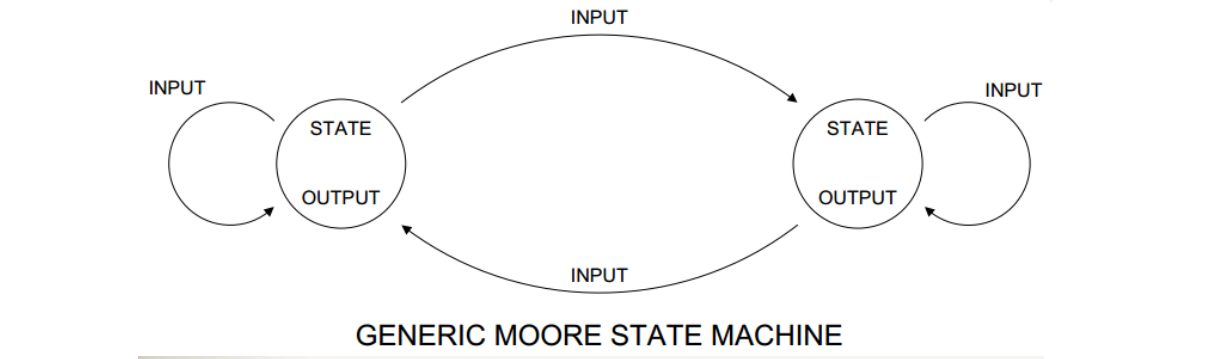 INPUT
INPUT
INPUT
STATE
STATE
OUTPUT
OUTPUT
INPUT
GENERIC MOORE STATE MACHINE